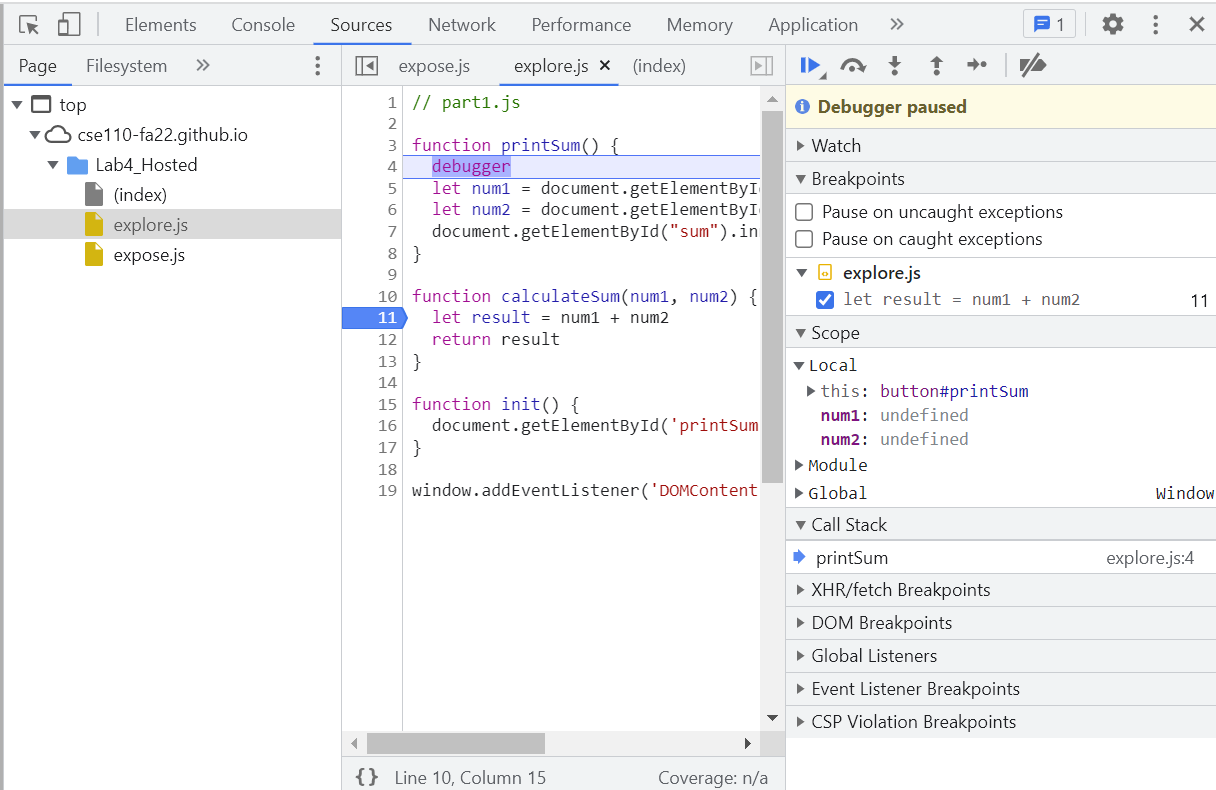 Elements Console Sources Network Performance Memory Application 1
Page Filesystem
top
cse110-fa22.github.io
Lab4_Hosted
(index)
explore.js
expose.js
expose.js explore.js (index)
1 // part1.js
2
3 function printSum() {
4 debugger
5 let num1 = document.getElementById
6 let num2 = document.getElementById
7 document.getElementById("sum").in
8 }
9
10 function calculateSum(num1, num2) {
11 let result = num1 + num2
12 return result
13 }
14
15 function init() {
16 document.getElementById('printSum
17 }
18
19 window.addEventListener('DOMContent
{} Line 10, Column 15 Coverage: n/a
Debugger paused
Watch
Breakpoints
Pause on uncaught exceptions
Pause on caught exceptions
explore.js
let result = num1 + num2 11
Scope
Local
this: button#printSum
num1: undefined
num2: undefined
Module
Global Window
Call Stack
printSum explore.js:4
XHR/fetch Breakpoints
DOM Breakpoints
Global Listeners
Event Listener Breakpoints
CSP Violation Breakpoints